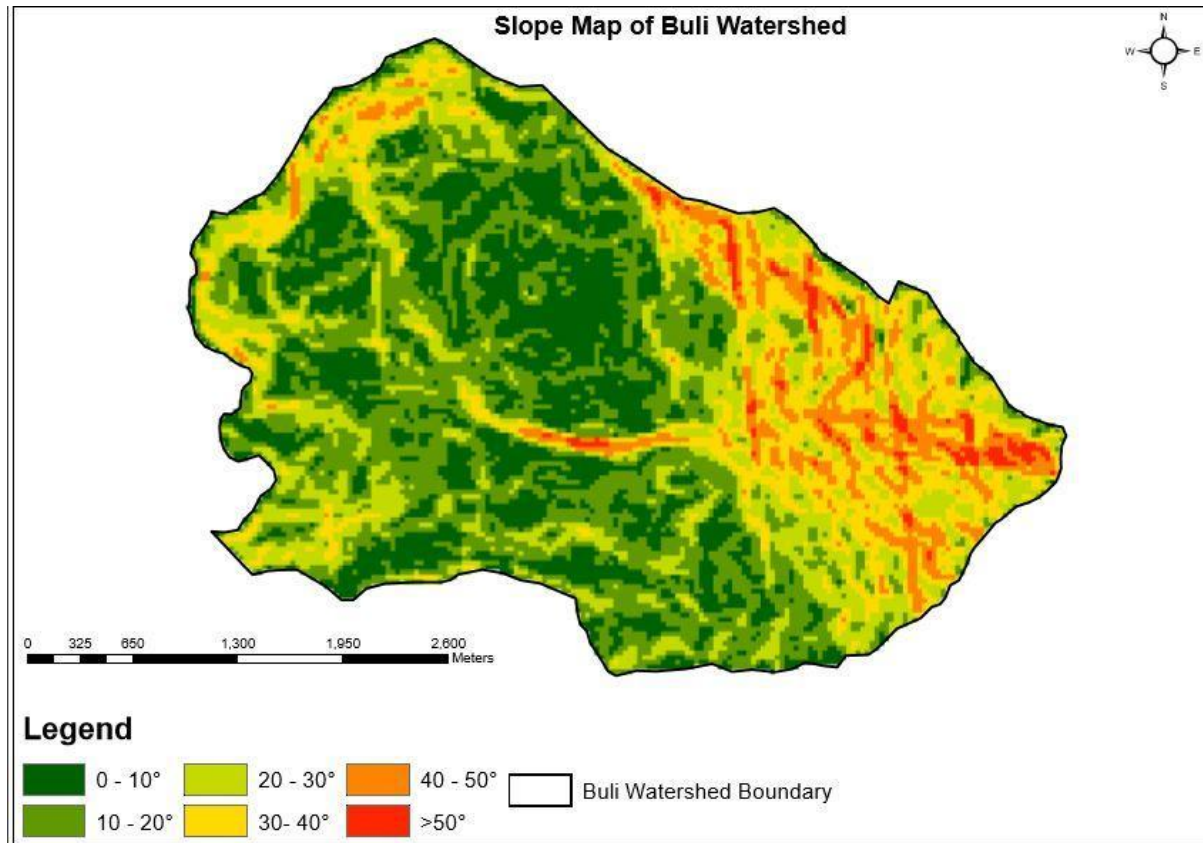 Slope Map of Buli Watershed
N
W E
S
0 325 650 1,300 1,950 2,600
Meters
Legend
0 - 10° 20 - 30° 40 - 50° Buli Watershed Boundary
10 - 20° 30- 40° >50°